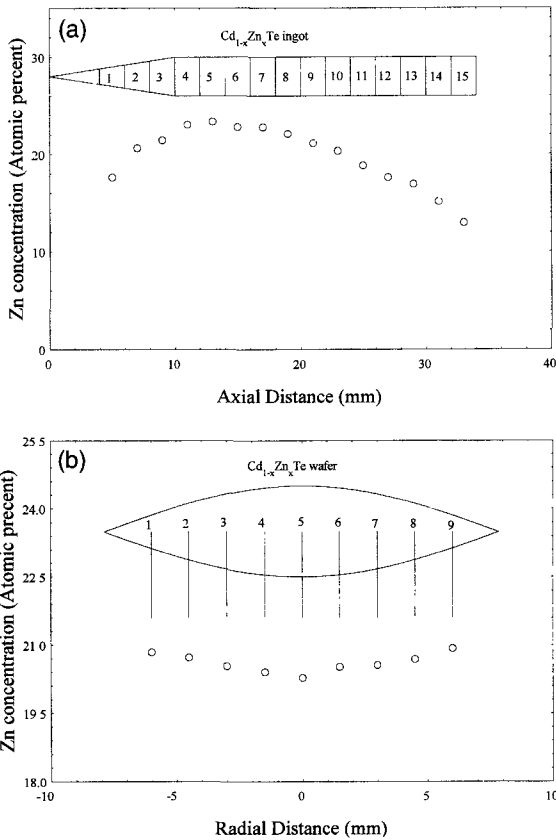 (a)
Cd1-xZnxTe ingot
1 2 3 4 5 6 7 8 9 10 11 12 13 14 15
Zn concentration (Atomic percent)
30
20
10
0
0 10 20 30 40
Axial Distance (mm)
(b)
Cd1-xZnxTe wafer
1 2 3 4 5 6 7 8 9
Zn concentration (Atomic precent)
25.5
24.0
22.5
21.0
19.5
18.0
-10 -5 0 5 10
Radial Distance (mm)